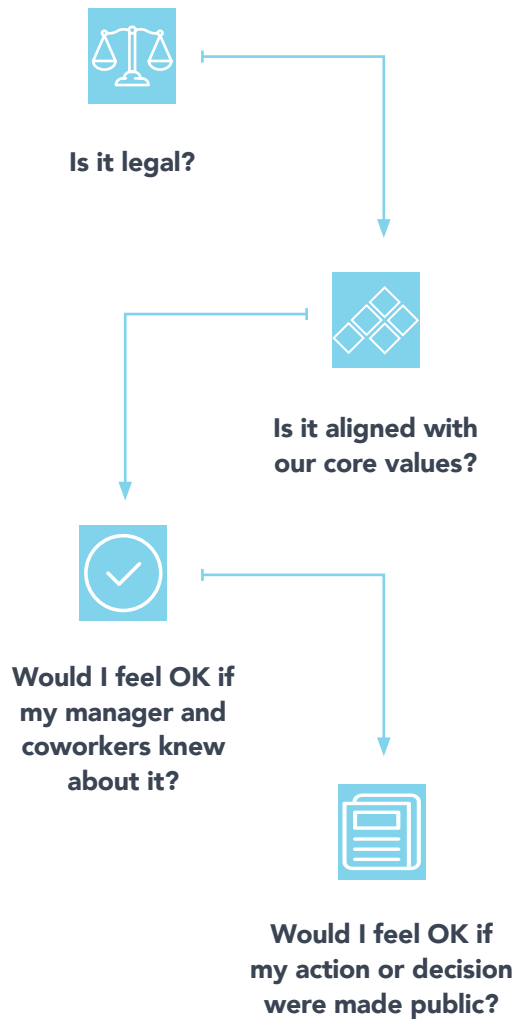 Is it legal?
Is it aligned with
our core values?
Would I feel OK if
my manager and
coworkers knew
about it?
Would I feel OK if
my action or decision
were made public?